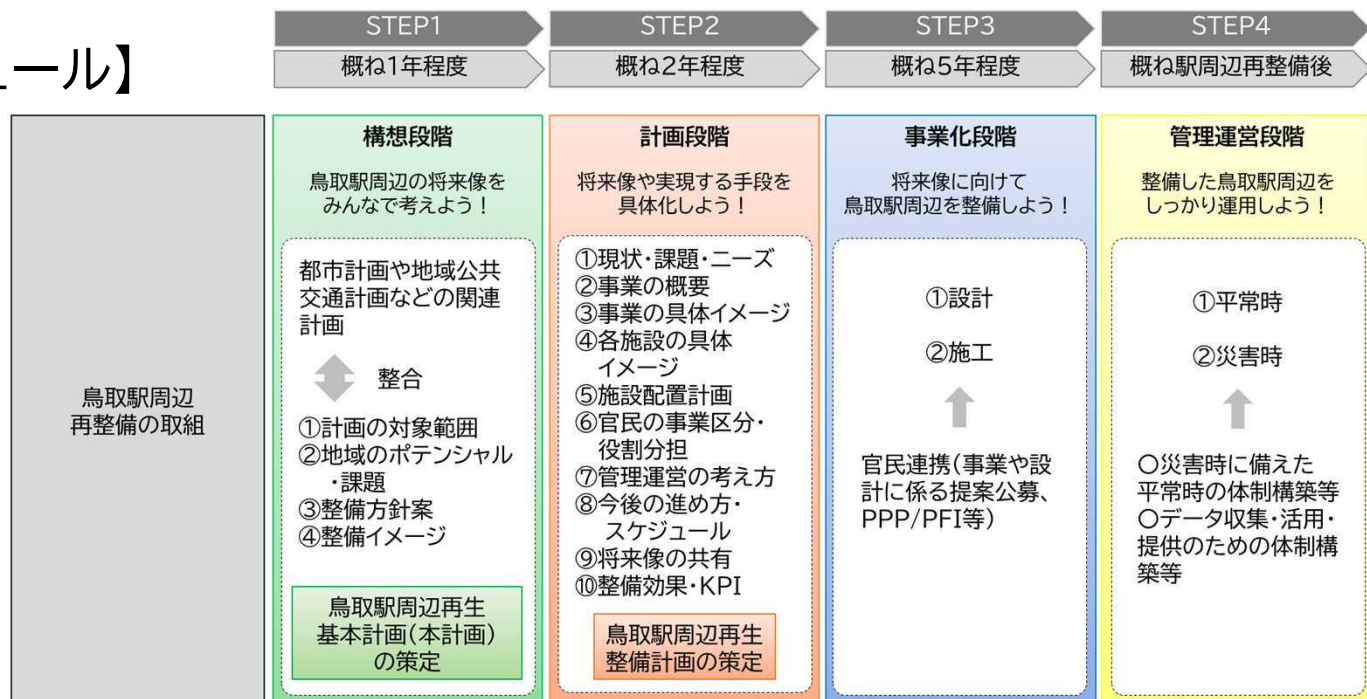 ール】
STEP1
概ね1年程度
STEP2
概ね2年程度
STEP3
概ね5年程度
STEP4
概ね駅周辺再整備後
鳥取駅周辺
再整備の取組
構想段階
鳥取駅周辺の将来像を
みんなで考えよう！
都市計画や地域公共
交通計画などの関連
計画
整合
①計画の対象範囲
②地域のポテンシャル
・課題
③整備方針案
④整備イメージ
鳥取駅周辺再生
基本計画(本計画)
の策定
計画段階
将来像や実現する手段を
具体化しよう！
①現状・課題・ニーズ
②事業の概要
③事業の具体イメージ
④各施設の具体
イメージ
⑤施設配置計画
⑥官民の事業区分・
役割分担
⑦管理運営の考え方
⑧今後の進め方・
スケジュール
⑨将来像の共有
⑩整備効果・KPI
鳥取駅周辺再生
整備計画の策定
事業化段階
将来像に向けて
鳥取駅周辺を整備しよう！
①設計
②施工
官民連携(事業や設
計に係る提案公募、
PPP/PFI等)
管理運営段階
整備した鳥取駅周辺を
しっかり運用しよう！
①平常時
②災害時
〇災害時に備えた
平常時の体制構築等
〇データ収集・活用・
提供のための体制構
築等